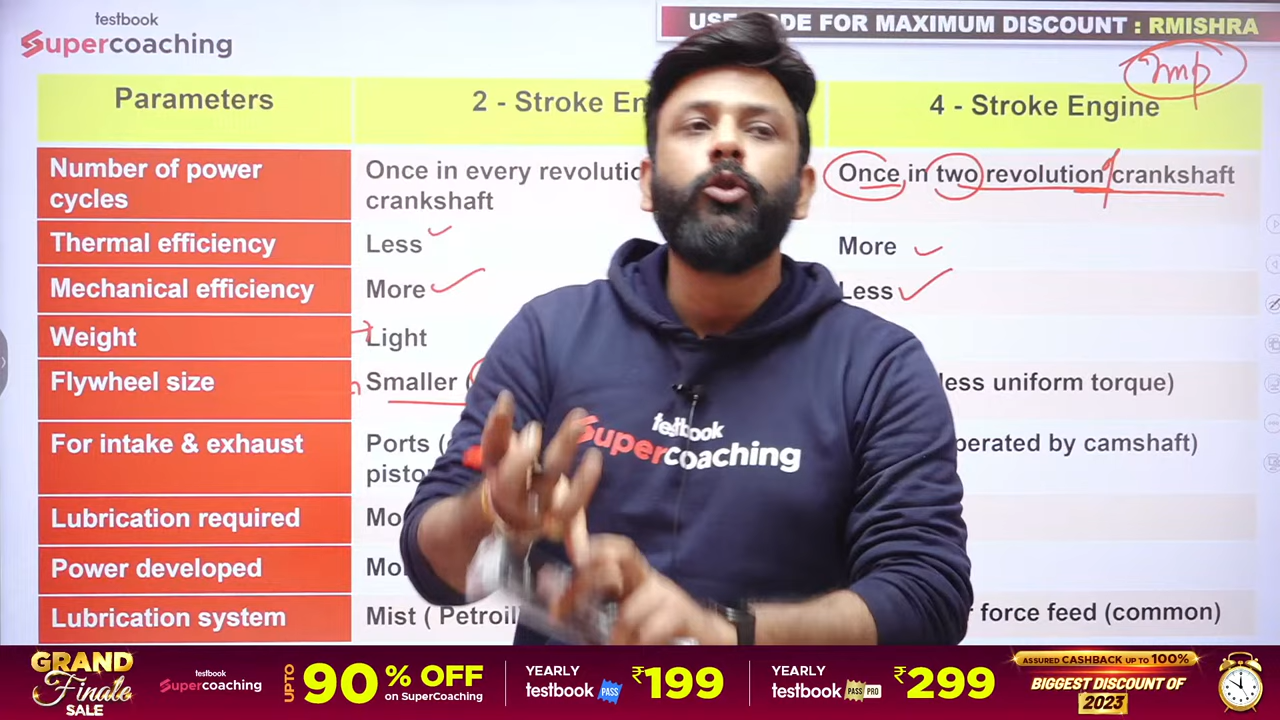 testbook
Supercoaching
USE CODE FOR MAXIMUM DISCOUNT : RMISHRA
Imp
Parameters
2 - Stroke En
4 - Stroke Engine
Number of power
cycles
Once in every revolutio
crankshaft
Once in two revolution of crankshaft
Thermal efficiency
Less
More
Mechanical efficiency
More
Less
Weight
Light
Flywheel size
Smaller (
less uniform torque)
For intake & exhaust
Ports (
pisto
perated by camshaft)
Lubrication required
Mo
Power developed
Mo
Lubrication system
Mist ( Petroil
force feed (common)
testbook
Supercoaching
GRAND
Finale
SALE
testbook
Supercoaching
UPTO 90% OFF
on SuperCoaching
YEARLY
testbook PASS
₹199
YEARLY
testbook PASS PRO
₹299
ASSURED CASHBACK UP TO 100%
BIGGEST DISCOUNT OF
2023